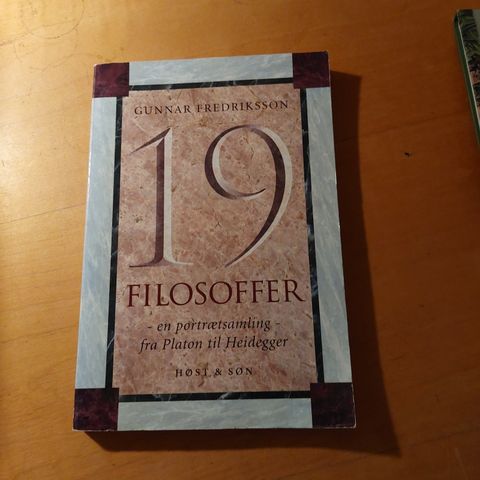 GUNNAR FREDRIKSSON
19
FILOSOFFER
- en portrætsamling -
fra Platon til Heidegger
HØST & SØN